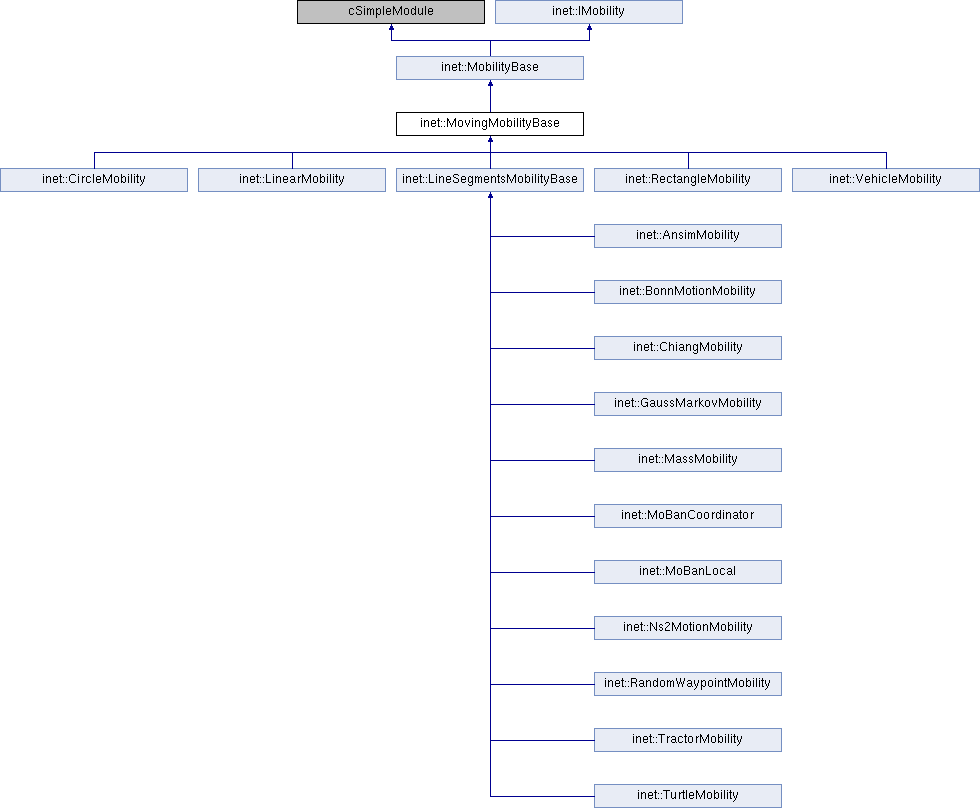 cSimpleModule
inet::IMobility
inet::MobilityBase
inet::MovingMobilityBase
inet::CircleMobility
inet::LinearMobility
inet::LineSegmentsMobilityBase
inet::RectangleMobility
inet::VehicleMobility
inet::AnsimMobility
inet::BonnMotionMobility
inet::ChiangMobility
inet::GaussMarkovMobility
inet::MassMobility
inet::MoBanCoordinator
inet::MoBanLocal
inet::Ns2MotionMobility
inet::RandomWaypointMobility
inet::TractorMobility
inet::TurtleMobility